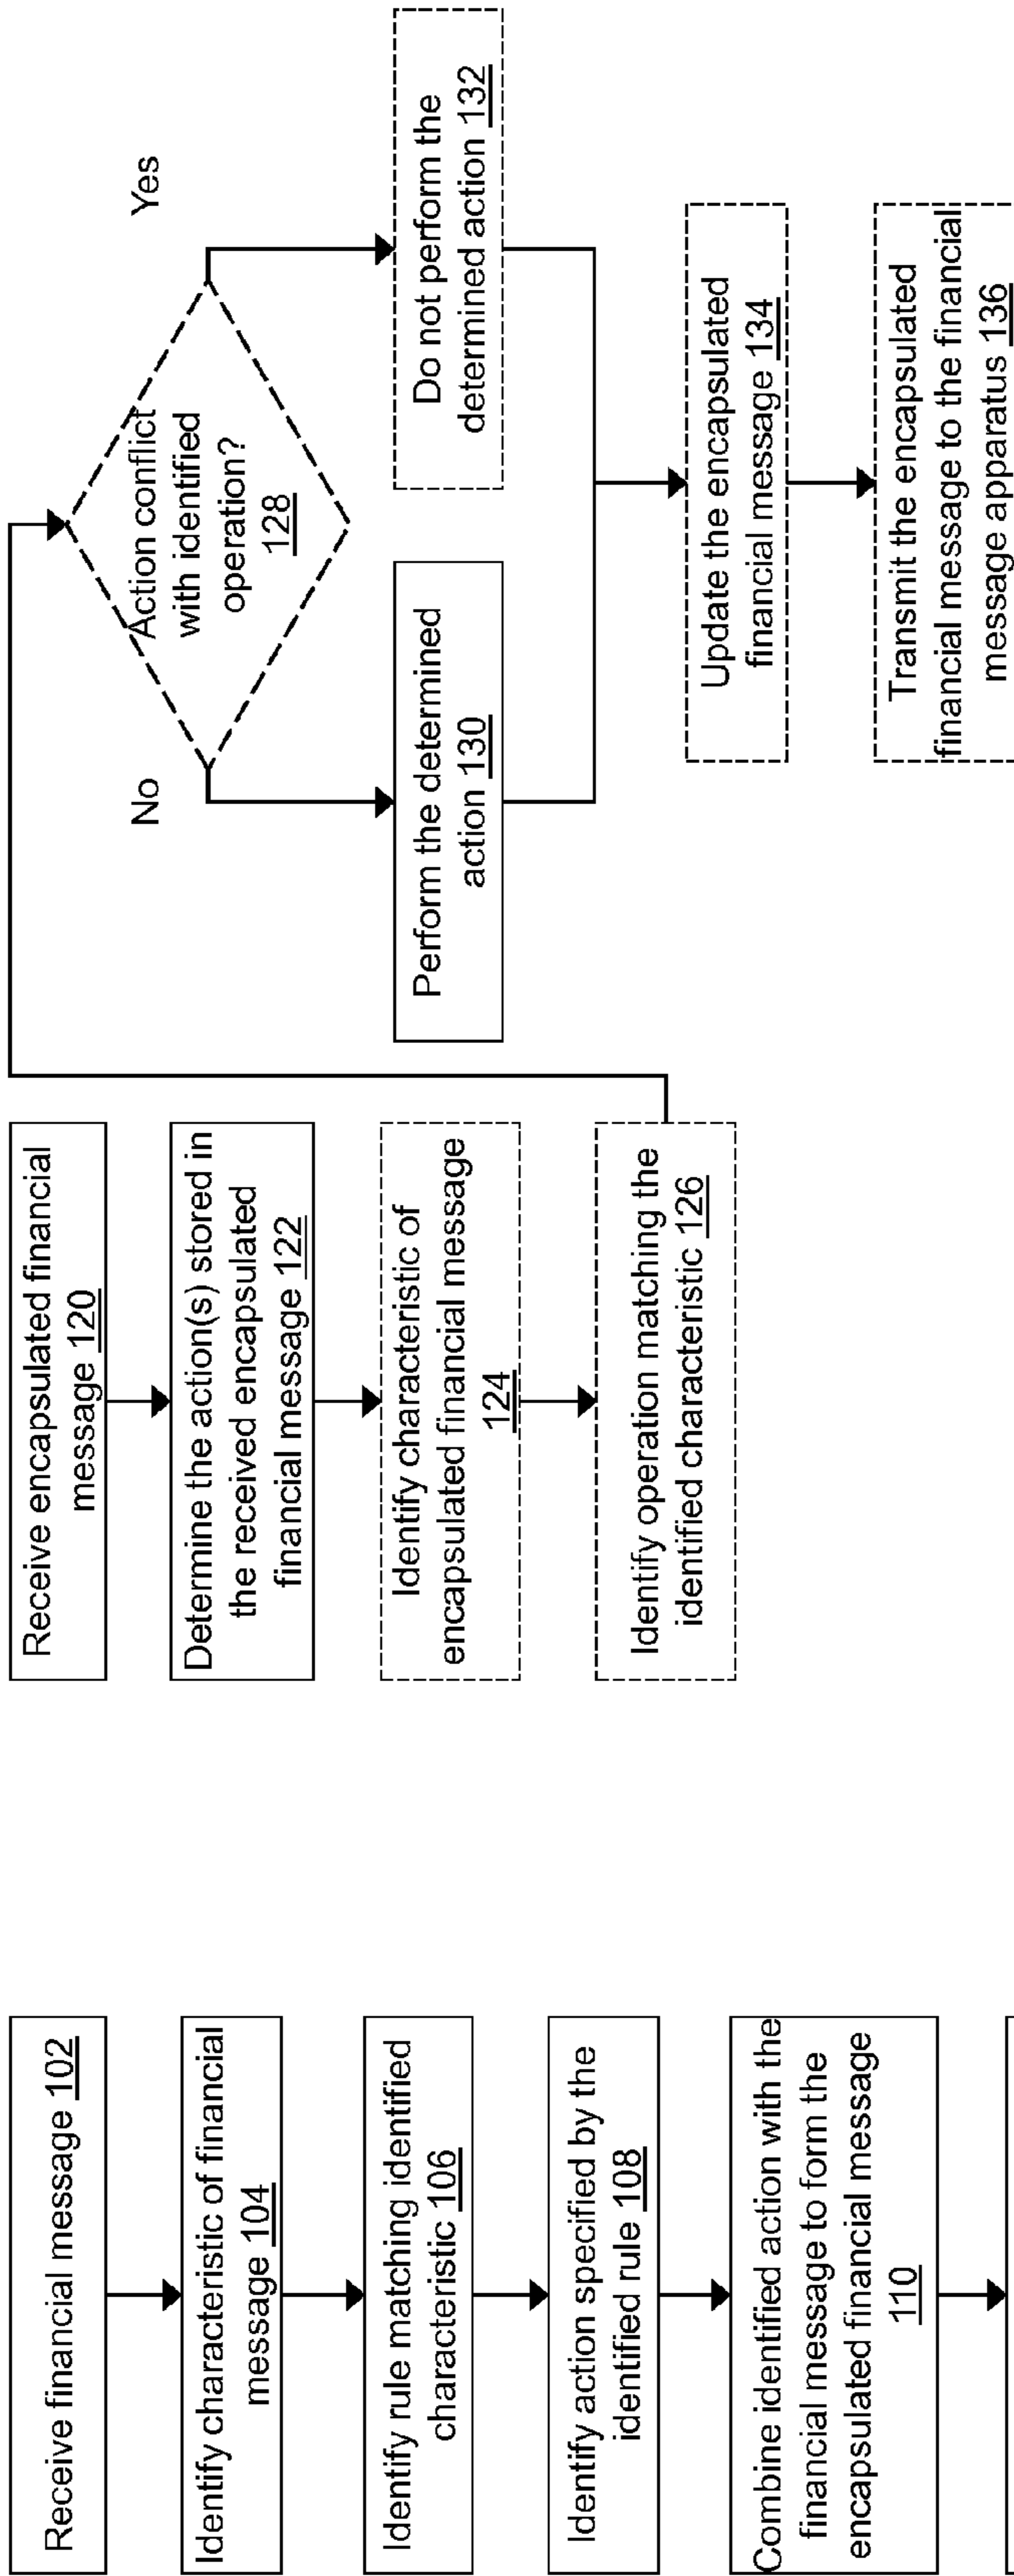 Receive financial message 102
Identify characteristic of financial
message 104
Identify rule matching identified
characteristic 106
Identify action specified by the
identified rule 108
Combine identified action with the
financial message to form the
encapsulated financial message
110
Receive encapsulated financial
message 120
Determine the action(s) stored in
the received encapsulated
financial message 122
Identify characteristic of
encapsulated financial message
124
Identify operation matching the
identified characteristic 126
Action conflict
with identified
operation?
128
No
Yes
Perform the determined
action 130
Do not perform the
determined action 132
Update the encapsulated
financial message 134
Transmit the encapsulated
financial message to the financial
message apparatus 136